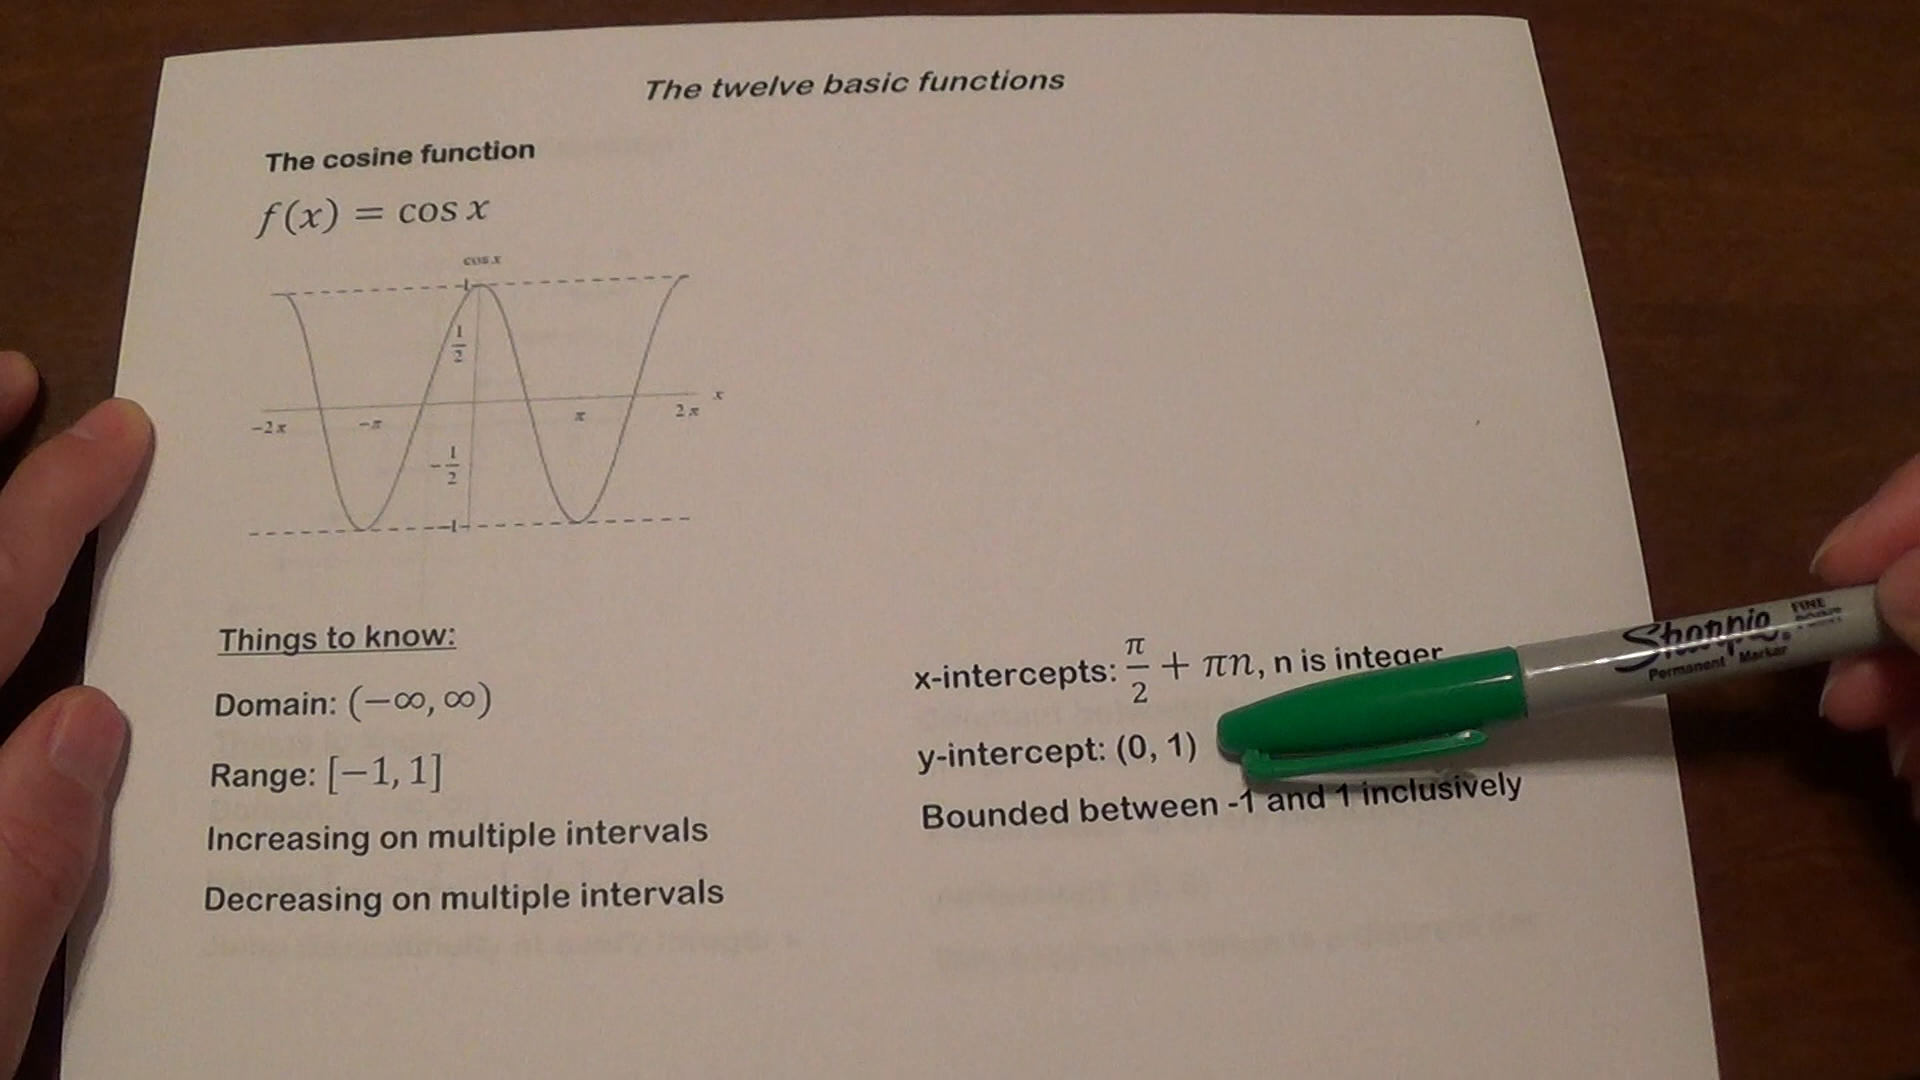 The twelve basic functions
The cosine function
f(x) = cos x
cos x
1
1/2
-2π -π π 2π x
-1/2
-1
Things to know:
Domain: (−∞, ∞)
Range: [−1, 1]
Increasing on multiple intervals
Decreasing on multiple intervals
x-intercepts: π/2 + πn, n is integer
y-intercept: (0, 1)
Bounded between -1 and 1 inclusively
Sharpie
FINE
Permanent Marker